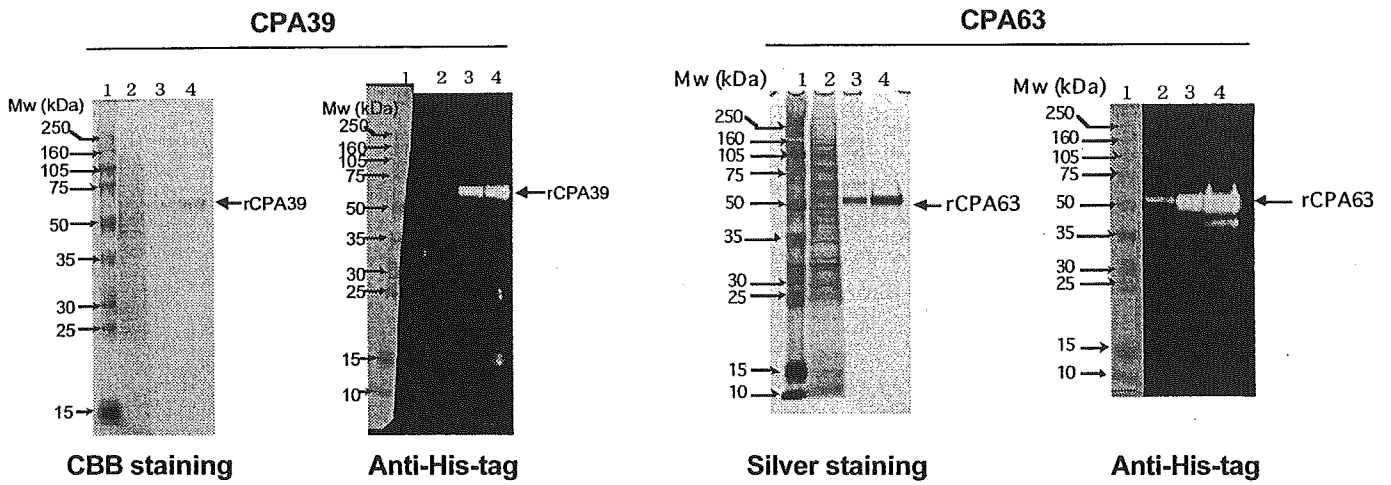 CPA39
CPA63
Mw (kDa)
1 2 3 4
250
160
105
75
50
35
30
25
15
rCPA39
CBB staining
Mw (kDa)
1 2 3 4
250
160
105
75
50
35
30
25
15
10
rCPA39
Anti-His-tag
Mw (kDa)
1 2 3 4
250
160
105
75
50
35
30
25
15
10
rCPA63
Silver staining
Mw (kDa)
1 2 3 4
250
160
105
75
50
35
30
25
15
10
rCPA63
Anti-His-tag